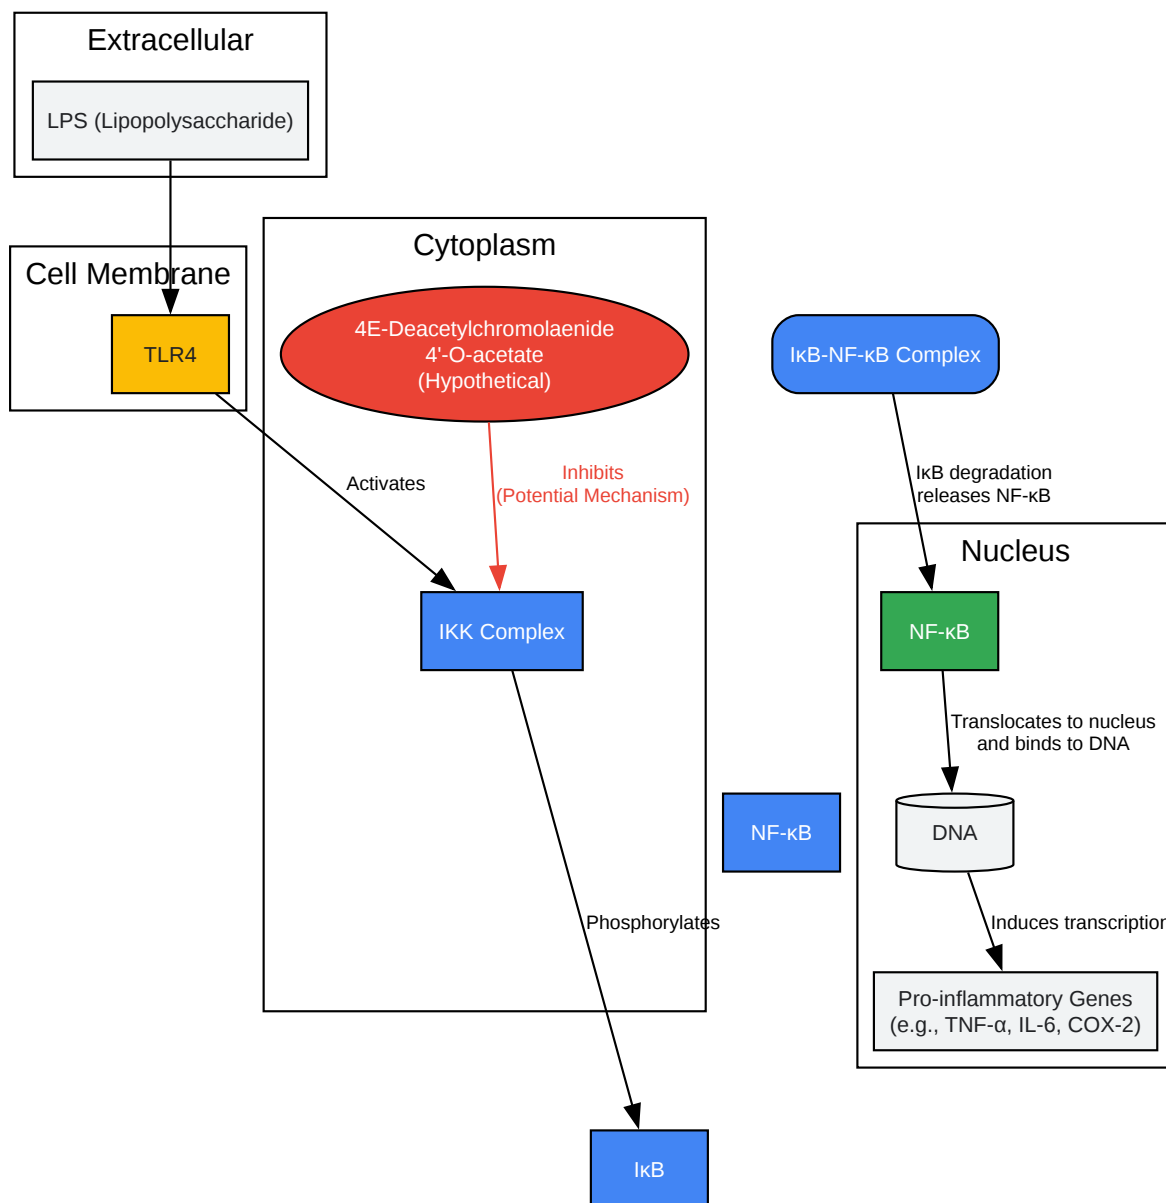 Extracellular
LPS (Lipopolysaccharide)
Cell Membrane
TLR4
Cytoplasm
4E-Deacetylchromolaenide
4'-O-acetate
(Hypothetical)
IκB-NF-κB Complex
Activates
Inhibits
(Potential Mechanism)
IκB degradation
releases NF-κB
Nucleus
IKK Complex
NF-κB
Translocates to nucleus
and binds to DNA
NF-κB
DNA
Phosphorylates
Induces transcription
Pro-inflammatory Genes
(e.g., TNF-α, IL-6, COX-2)
IκB